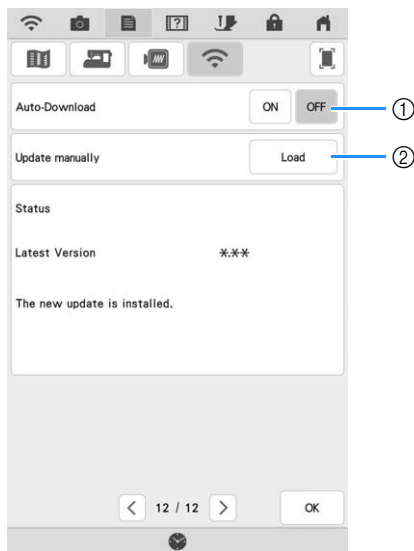 Auto-Download ON OFF ①
Update manually Load ②
Status
Latest Version *.**
The new update is installed.
12 / 12
OK